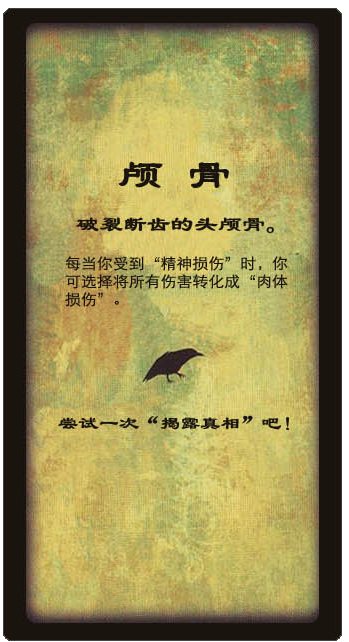 颅 骨
破裂断齿的头颅骨。
每当你受到“精神损伤”时，你
可选择将所有伤害转化成“肉体
损伤”。
尝试一次“揭露真相”吧！